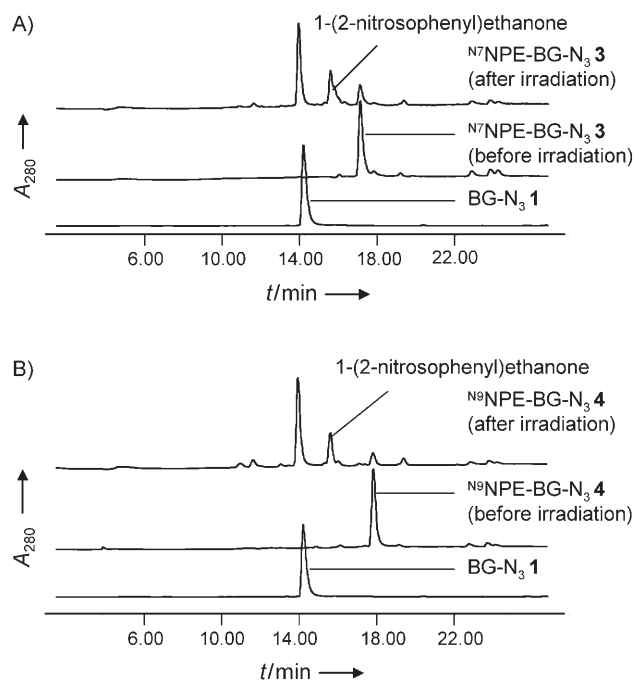 A)
1-(2-nitrosophenyl)ethanone
N7NPE-BG-N3 3
(after irradiation)
N7NPE-BG-N3 3
(before irradiation)
BG-N3 1
A280
6.00 10.00 14.00 18.00 22.00
t/min
B)
1-(2-nitrosophenyl)ethanone
N9NPE-BG-N3 4
(after irradiation)
N9NPE-BG-N3 4
(before irradiation)
BG-N3 1
A280
6.00 10.00 14.00 18.00 22.00
t/min